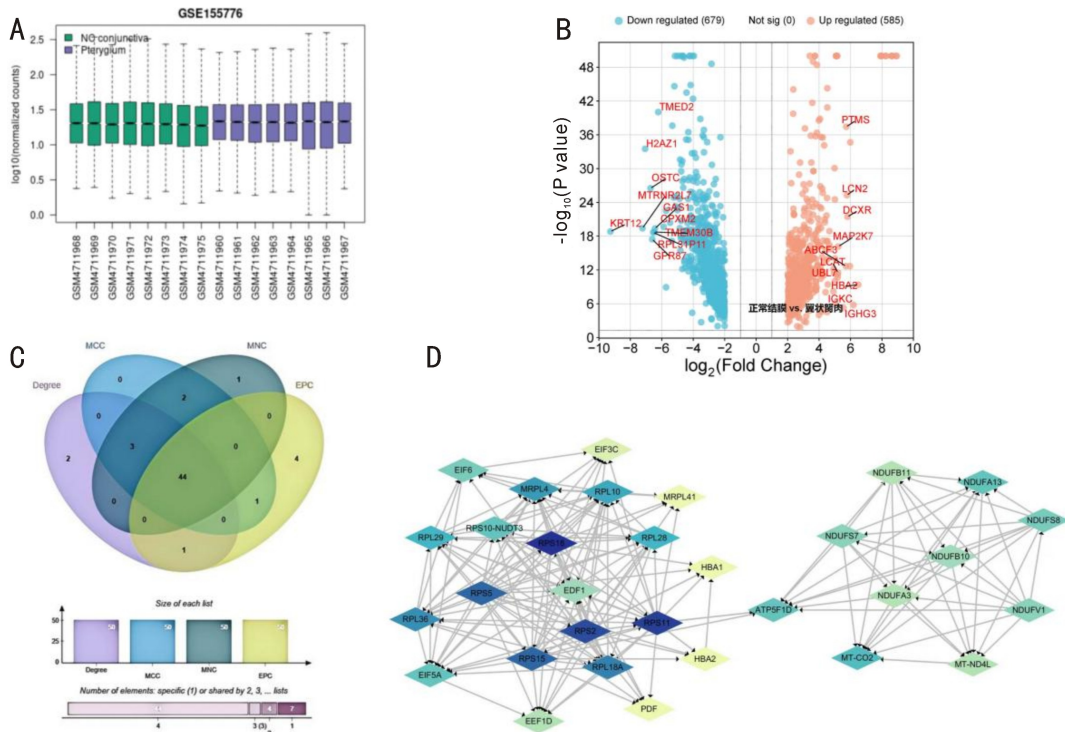 A
GSE155776
NC conjunctiva
Pterygium
log10(normalized counts)
2.5
2.0
1.5
1.0
0.5
0.0
GSM4711968
GSM4711969
GSM4711970
GSM4711971
GSM4711972
GSM4711973
GSM4711974
GSM4711975
GSM4711960
GSM4711961
GSM4711962
GSM4711963
GSM4711964
GSM4711965
GSM4711966
GSM4711967
B
Down regulated (679) Not sig (0) Up regulated (585)
-log10(P value)
48
42
36
30
24
18
12
6
0
TMED2
H2AZ1
OSTC
MTRNR2L7
GAS1
KRT12
CPXM2
TMEM30B
RPL31P11
GPR87
PTMS
LCN2
DCXR
MAP2K7
ABCF3
LCAT
UBL7
HBA2
IGKC
IGHG3
正常结膜 vs. 翼状胬肉
-10 -8 -6 -4 -2 0 2 4 6 8 10
log2(Fold Change)
C
MCC
MNC
Degree
EPC
0
1
2
0
0
2
3
0
4
44
0
1
0
0
1
Size of each list
50
25
0
50
50
50
50
Degree
MCC
MNC
EPC
Number of elements: specific (1) or shared by 2, 3, ... lists
4
7
4
3 (3)
1
D
EIF3C
EIF6
MRPL4
RPL10
MRPL41
RPS10-NUDT3
RPL29
RPL28
HBA1
EDF1
RPS5
RPL36
RPS2
RPS11
RPS15
RPL18A
HBA2
EIF5A
PDF
EEF1D
NDUFB11
NDUFA13
NDUFS8
NDUFS7
NDUFB10
NDUFA3
ATP5F1D
NDUFV1
MT-CO2
MT-ND4L